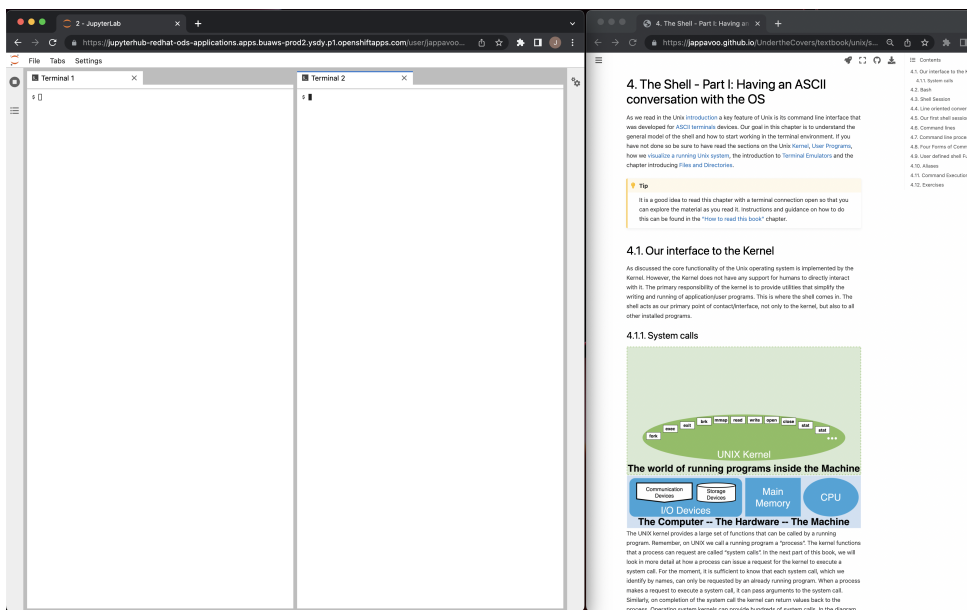 2 - JupyterLab
https://jupyterhub-redhat-ods-applications.apps.buaws-prod2.ysdy.p1.openshiftapps.com/user/jappavoo...
J
File Tabs Settings
Terminal 1
Terminal 2
$
$
4. The Shell - Part I: Having an
https://jappavoo.github.io/UndertheCovers/textbook/unix/s...
Contents
4.1. Our interface to the K
4.1.1. System calls
4.2. Bash
4.3. Shell Session
4.4. Line oriented conver
4.5. Our first shell sessio
4.6. Command lines
4.7. Command line proce
4.8. Four Forms of Comm
4.9. User defined shell Fu
4.10. Aliases
4.11. Command Execution
4.12. Exercises
4. The Shell - Part I: Having an ASCII
conversation with the OS
As we read in the Unix introduction a key feature of Unix is its command line interface that
was developed for ASCII terminals devices. Our goal in this chapter is to understand the
general model of the shell and how to start working in the terminal environment. If you
have not done so be sure to have read the sections on the Unix Kernel, User Programs,
how we visualize a running Unix system, the introduction to Terminal Emulators and the
chapter introducing Files and Directories.
Tip
It is a good idea to read this chapter with a terminal connection open so that you
can explore the material as you read it. Instructions and guidance on how to do
this can be found in the "How to read this book" chapter.
4.1. Our interface to the Kernel
As discussed the core functionality of the Unix operating system is implemented by the
Kernel. However, the Kernel does not have any support for humans to directly interact
with it. The primary responsibility of the kernel is to provide utilities that simplify the
writing and running of application/user programs. This is where the shell comes in. The
shell acts as our primary point of contact/interface, not only to the kernel, but also to all
other installed programs.
4.1.1. System calls
fork exec exit brk mmap read write open close stat stat
...
UNIX Kernel
The world of running programs inside the Machine
Communication
Devices
Storage
Devices
I/O Devices
Main
Memory
CPU
The Computer -- The Hardware -- The Machine
The UNIX kernel provides a large set of functions that can be called by a running
program. Remember, on UNIX we call a running program a "process". The kernel functions
that a process can request are called "system calls". In the next part of this book, we will
look in more detail at how a process can issue a request for the kernel to execute a
system call. For the moment, it is sufficient to know that each system call, which we
identify by names, can only be requested by an already running program. When a process
makes a request to execute a system call, it can pass arguments to the system call.
Similarly, on completion of the system call the kernel can return values back to the
process. Operating system kernels can provide hundreds of system calls. In the diagram